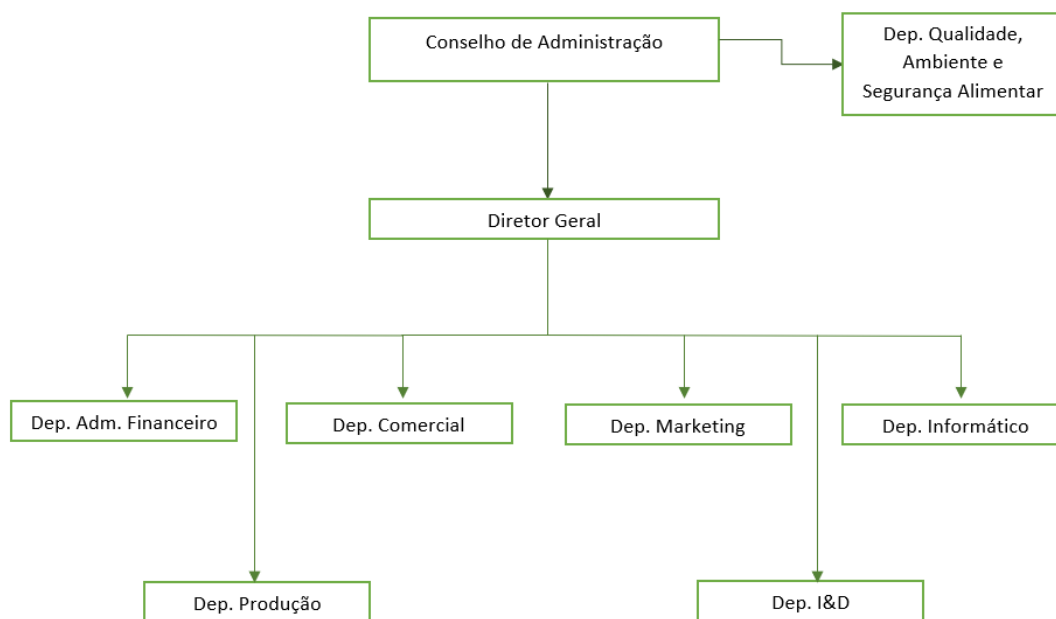 Conselho de Administração
Dep. Qualidade,
Ambiente e
Segurança Alimentar
Diretor Geral
Dep. Adm. Financeiro
Dep. Comercial
Dep. Marketing
Dep. Informático
Dep. Produção
Dep. I&D